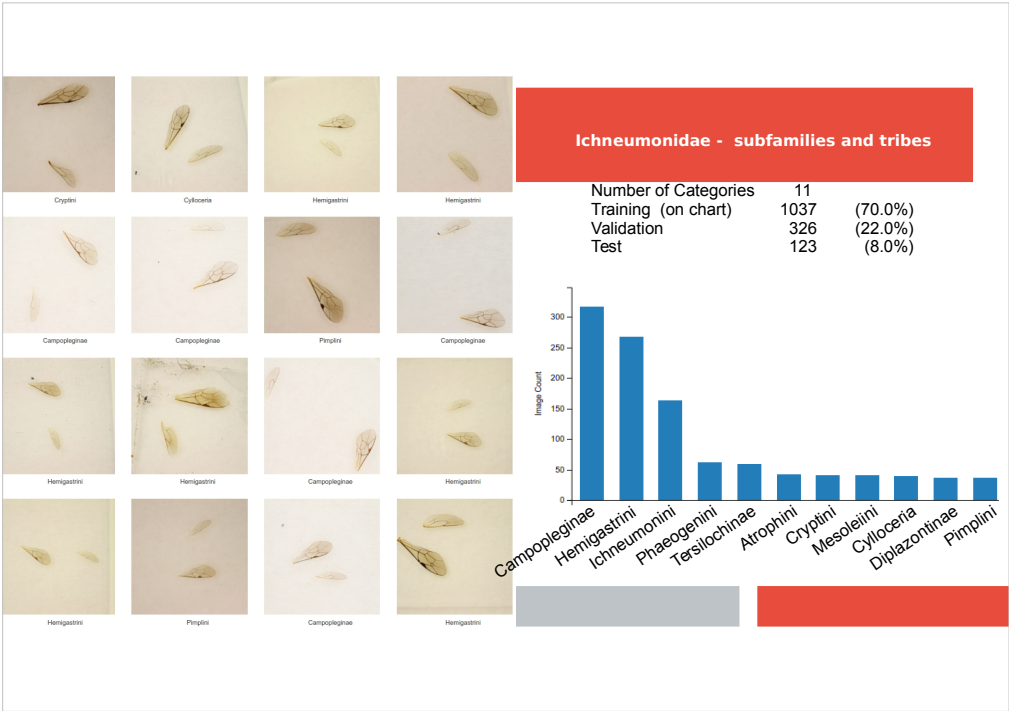 Cryptini
Cylloceria
Hemigastrini
Hemigastrini
Campopleginae
Campopleginae
Pimplini
Campopleginae
Hemigastrini
Hemigastrini
Campopleginae
Hemigastrini
Hemigastrini
Pimplini
Campopleginae
Hemigastrini
Ichneumonidae - subfamilies and tribes
Number of Categories 11
Training (on chart) 1037 (70.0%)
Validation 326 (22.0%)
Test 123 (8.0%)
Image Count
300
250
200
150
100
50
0
Campopleginae
Hemigastrini
Ichneumonini
Phaeogenini
Tersilochinae
Atrophini
Cryptini
Mesoleiini
Cylloceria
Diplazontinae
Pimplini